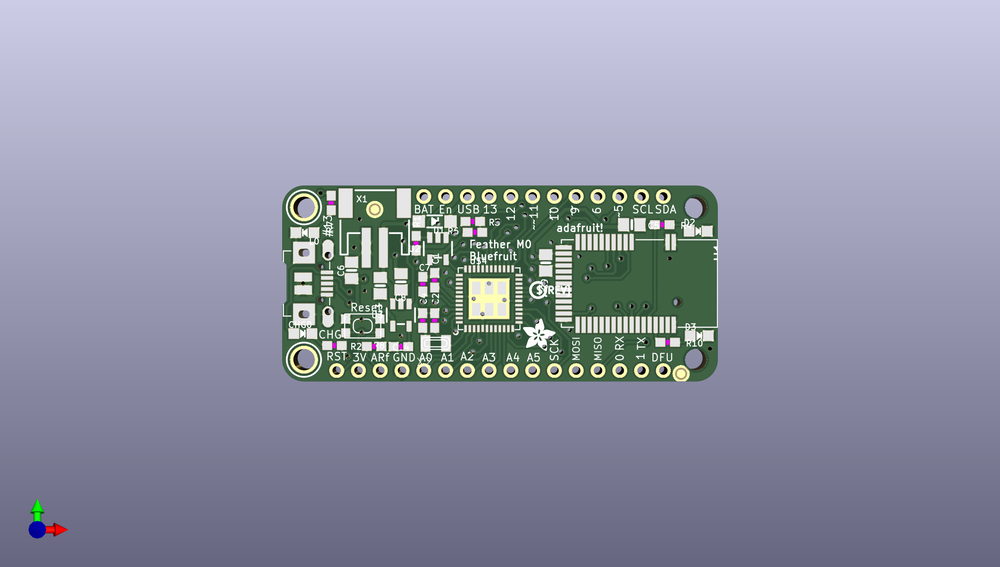 X1
BAT En USB 13 12 ~11 10 ~9 6 ~5 SCL SDA
D2
adafruit!
Feather M0
Bluefruit
C6
C7
C2
Reset
CHG
R2
D3
RST 3V ARf GND A0 A1 A2 A3 A4 A5 SCK MOSI MISO 0 RX 1 TX DFU